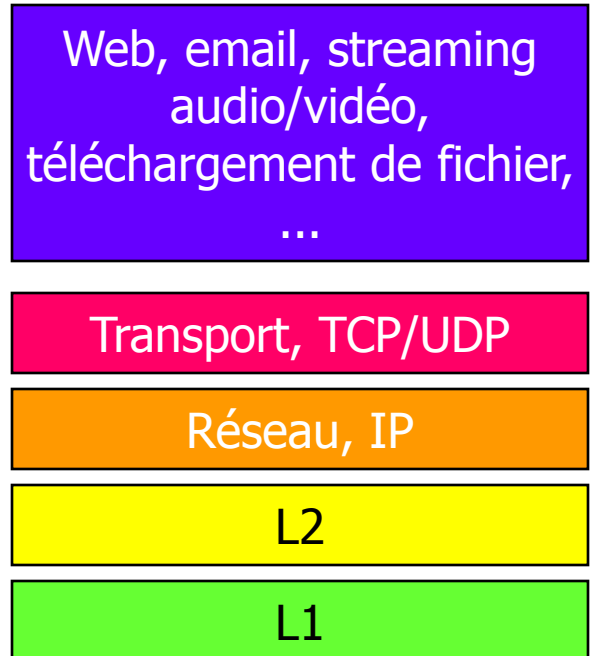 Web, email, streaming
audio/vidéo,
téléchargement de fichier,
...
Transport, TCP/UDP
Réseau, IP
L2
L1